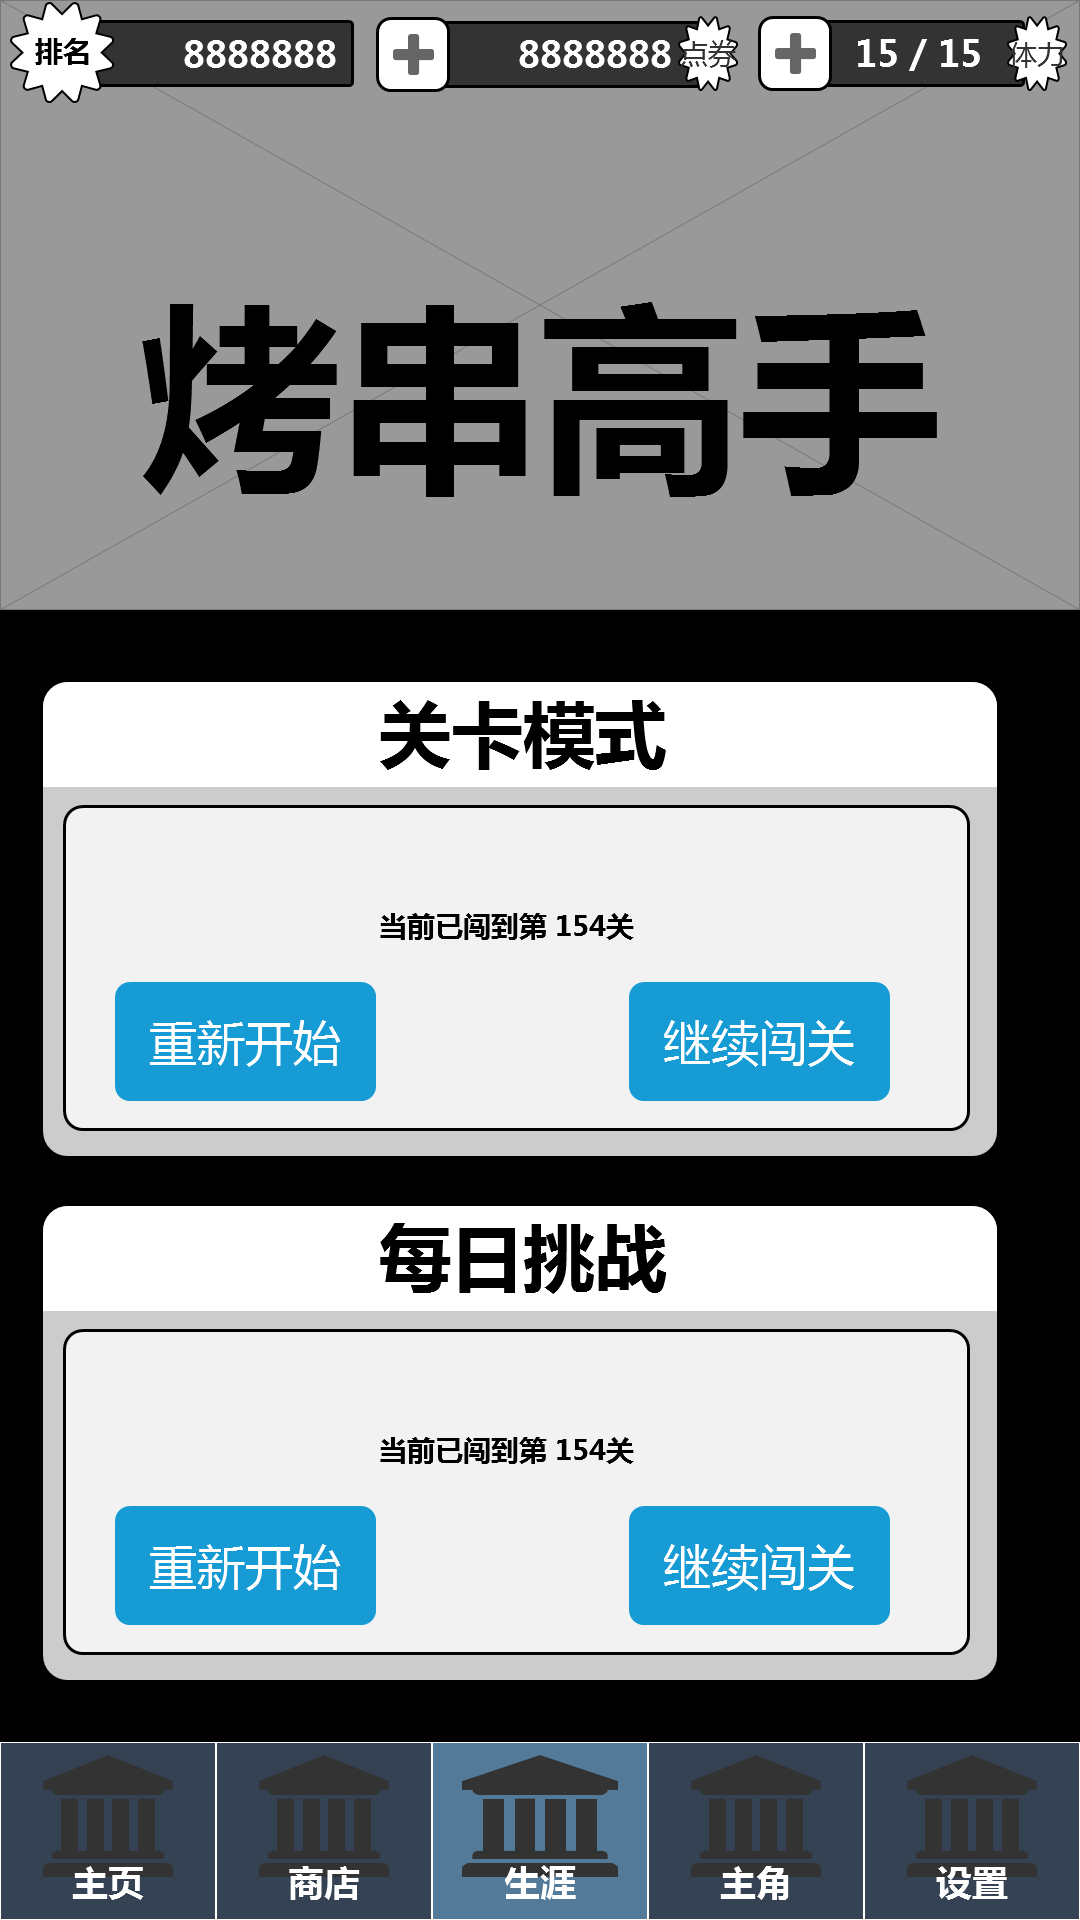 排名 8888888 8888888 点券 15 / 15 体力
烤串高手
关卡模式
当前已闯到第 154关
重新开始 继续闯关
每日挑战
当前已闯到第 154关
重新开始 继续闯关
主页 商店 生涯 主角 设置